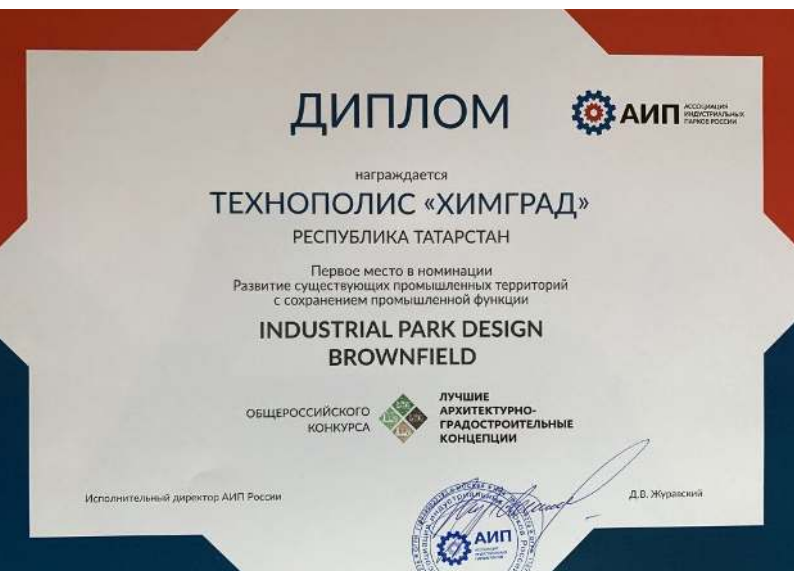 ДИПЛОМ
АИП
АССОЦИАЦИЯ
ИНДУСТРИАЛЬНЫХ
ПАРКОВ РОССИИ
награждается
ТЕХНОПОЛИС «ХИМГРАД»
РЕСПУБЛИКА ТАТАРСТАН
Первое место в номинации
Развитие существующих промышленных территорий
с сохранением промышленной функции
INDUSTRIAL PARK DESIGN
BROWNFIELD
ОБЩЕРОССИЙСКОГО
КОНКУРСА
ЛУЧШИЕ
АРХИТЕКТУРНО-
ГРАДОСТРОИТЕЛЬНЫЕ
КОНЦЕПЦИИ
Исполнительный директор АИП России
Д.В. Журавский
АИП